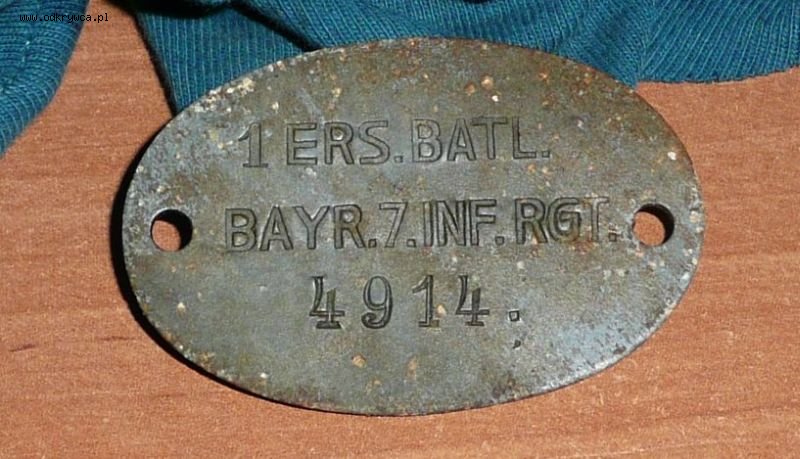 www.odkrywca.pl
1 ERS. BATL.
BAYR. 7. INF. RGT.
4914.